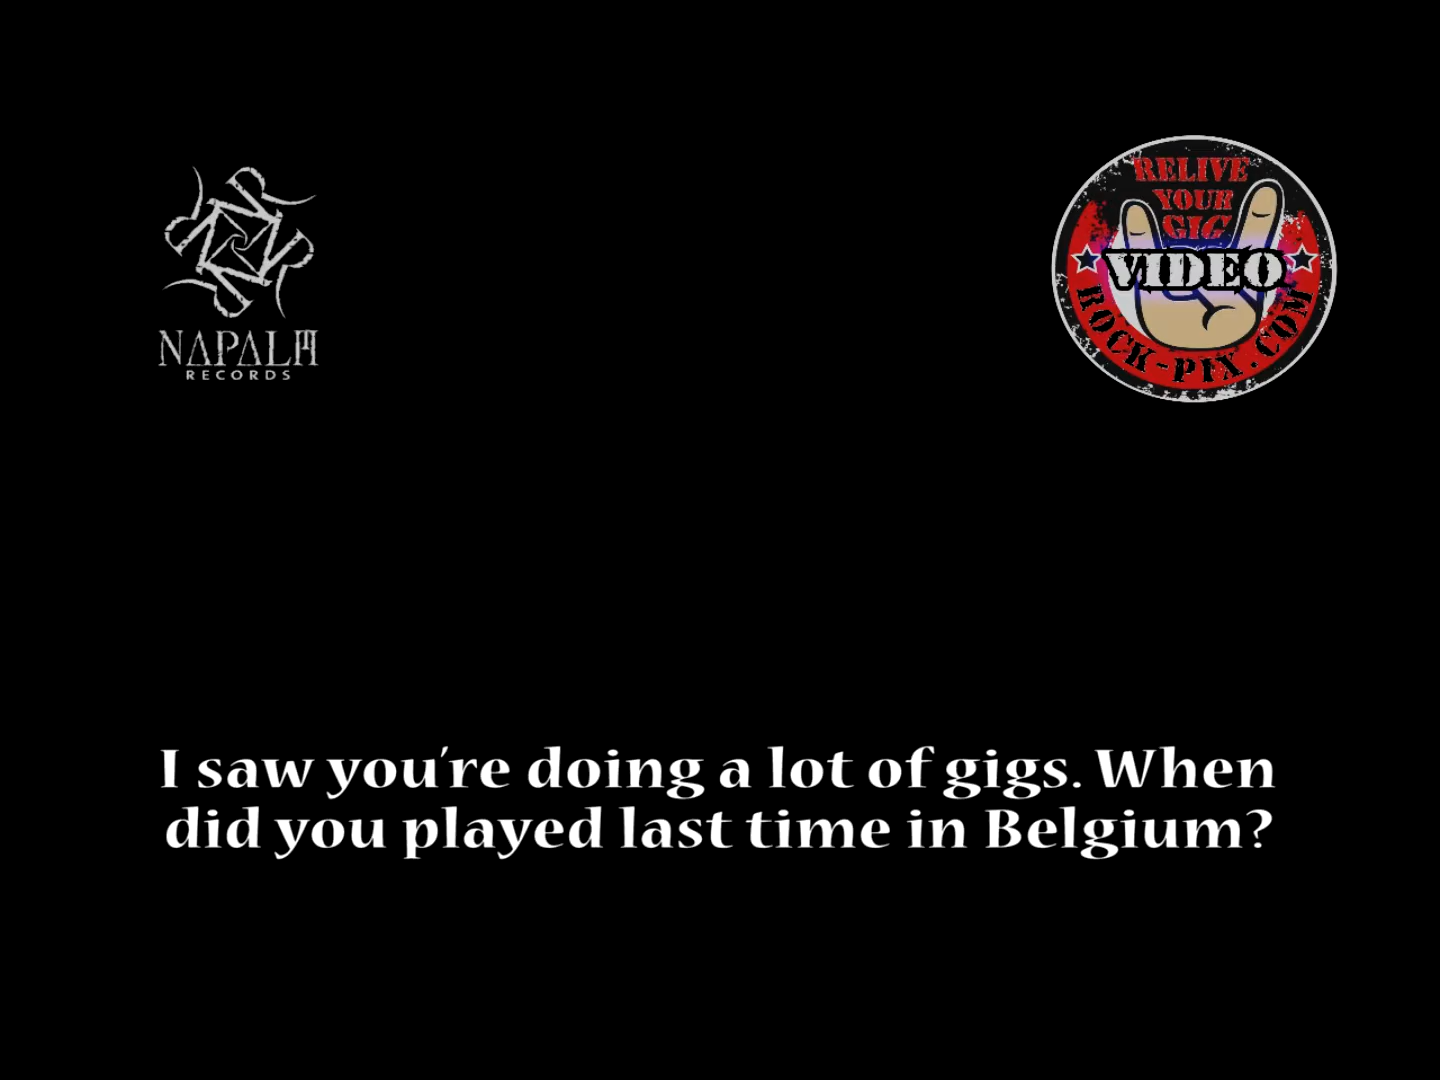 NAPALM
RECORDS
RELIVE
YOUR
GIG
VIDEO
ROCK-PIX.COM
I saw you're doing a lot of gigs. When
did you played last time in Belgium?